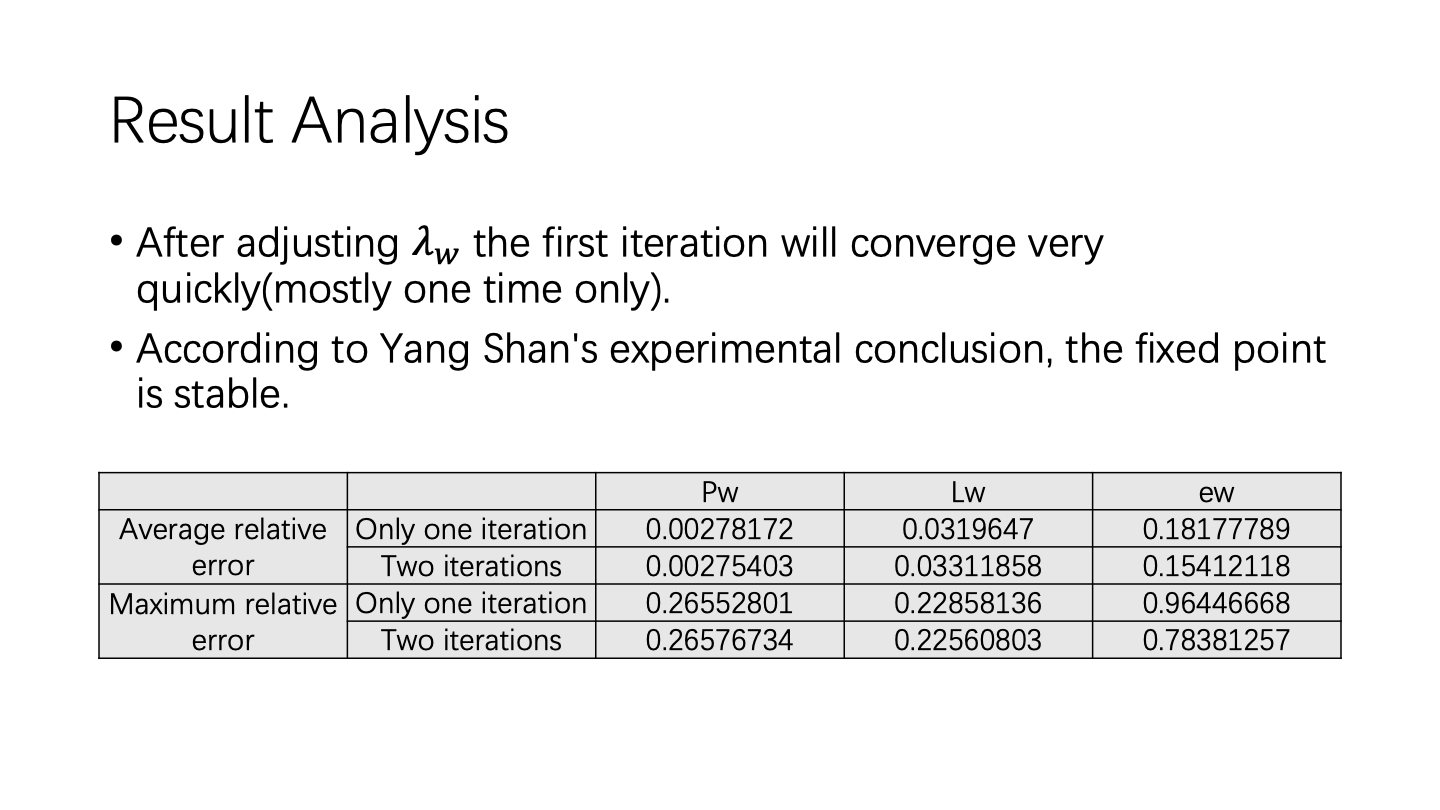 Result Analysis
• After adjusting λw the first iteration will converge very
quickly(mostly one time only).
• According to Yang Shan's experimental conclusion, the fixed point
is stable.
Pw Lw ew
Average relative
error
Only one iteration 0.00278172 0.0319647 0.18177789
Two iterations 0.00275403 0.03311858 0.15412118
Maximum relative
error
Only one iteration 0.26552801 0.22858136 0.96446668
Two iterations 0.26576734 0.22560803 0.78381257